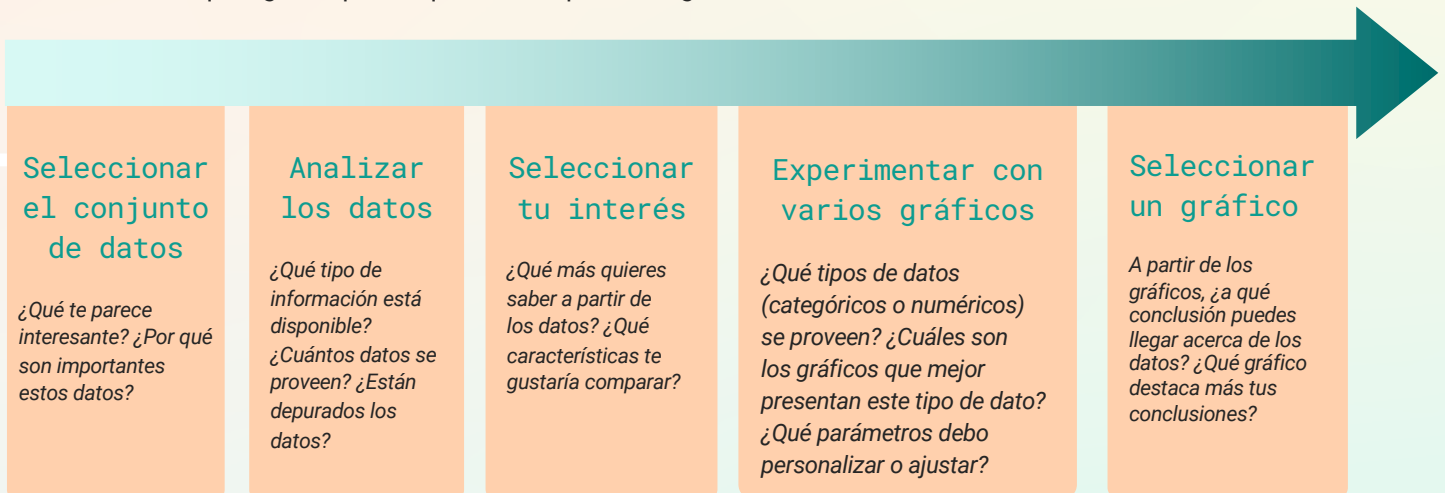 Seleccionar
el conjunto
de datos
¿Qué te parece
interesante? ¿Por qué
son importantes
estos datos?
Analizar
los datos
¿Qué tipo de
información está
disponible?
¿Cuántos datos se
proveen? ¿Están
depurados los
datos?
Seleccionar
tu interés
¿Qué más quieres
saber a partir de
los datos? ¿Qué
características te
gustaría comparar?
Experimentar con
varios gráficos
¿Qué tipos de datos
(categóricos o numéricos)
se proveen? ¿Cuáles son
los gráficos que mejor
presentan este tipo de dato?
¿Qué parámetros debo
personalizar o ajustar?
Seleccionar
un gráfico
A partir de los
gráficos, ¿a qué
conclusión puedes
llegar acerca de los
datos? ¿Qué gráfico
destaca más tus
conclusiones?